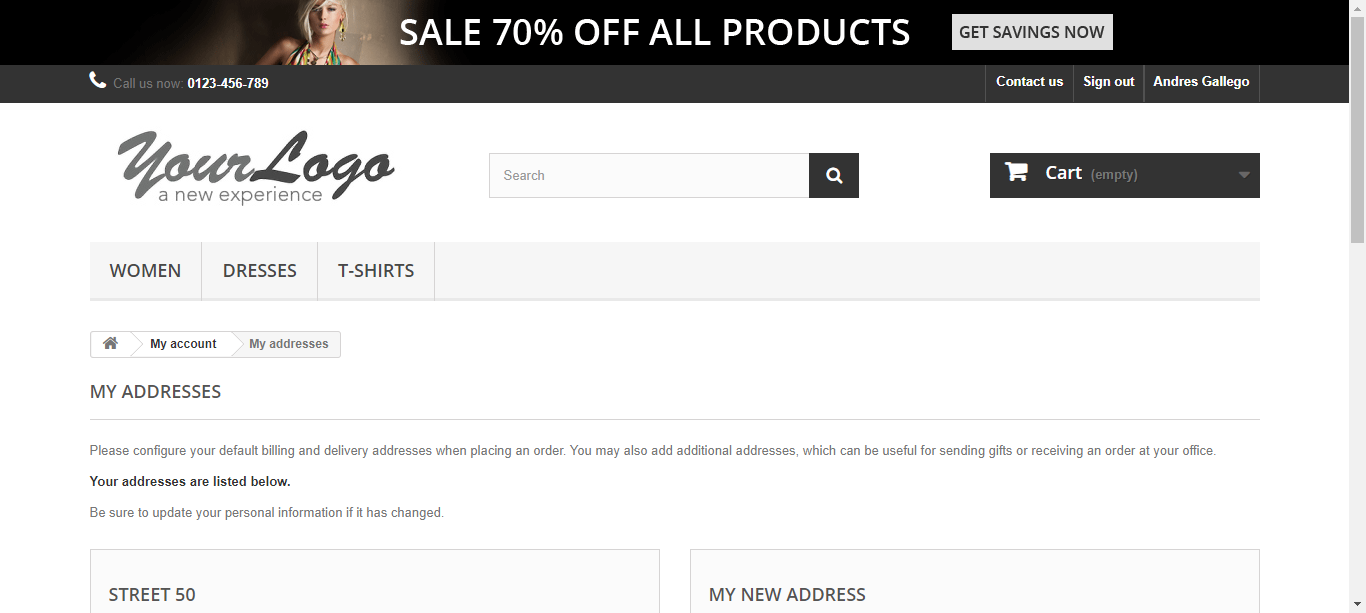 SALE 70% OFF ALL PRODUCTS GET SAVINGS NOW
Call us now: 0123-456-789 Contact us Sign out Andres Gallego
YourLogo
a new experience
Search
Cart (empty)
WOMEN DRESSES T-SHIRTS
My account My addresses
MY ADDRESSES
Please configure your default billing and delivery addresses when placing an order. You may also add additional addresses, which can be useful for sending gifts or receiving an order at your office.
Your addresses are listed below.
Be sure to update your personal information if it has changed.
STREET 50 MY NEW ADDRESS